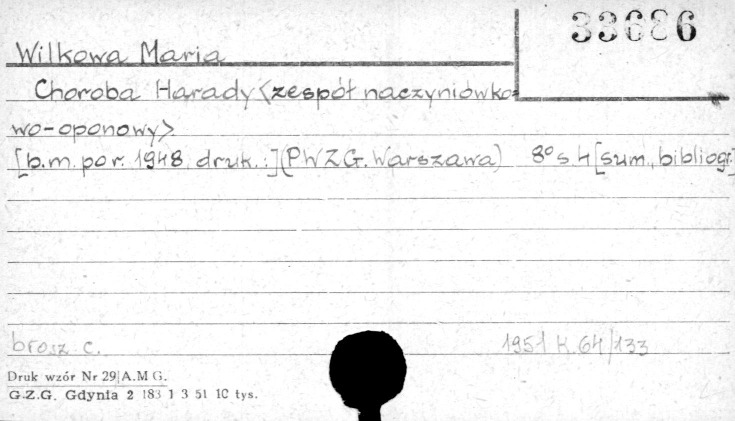 33686
Wilkowa Maria
Choroba Harady <zespół naczyniówko=
wo-oponowy>
[b.m. por. 1948, druk.:] (PWZG. Warszawa) 8° s. 4 [sum., bibliogr.]
brosz. c. 1951 K. 64/133
Druk wzór Nr 29 A.M G.
G.Z.G. Gdynia 2 183 1 3 51 10 tys.